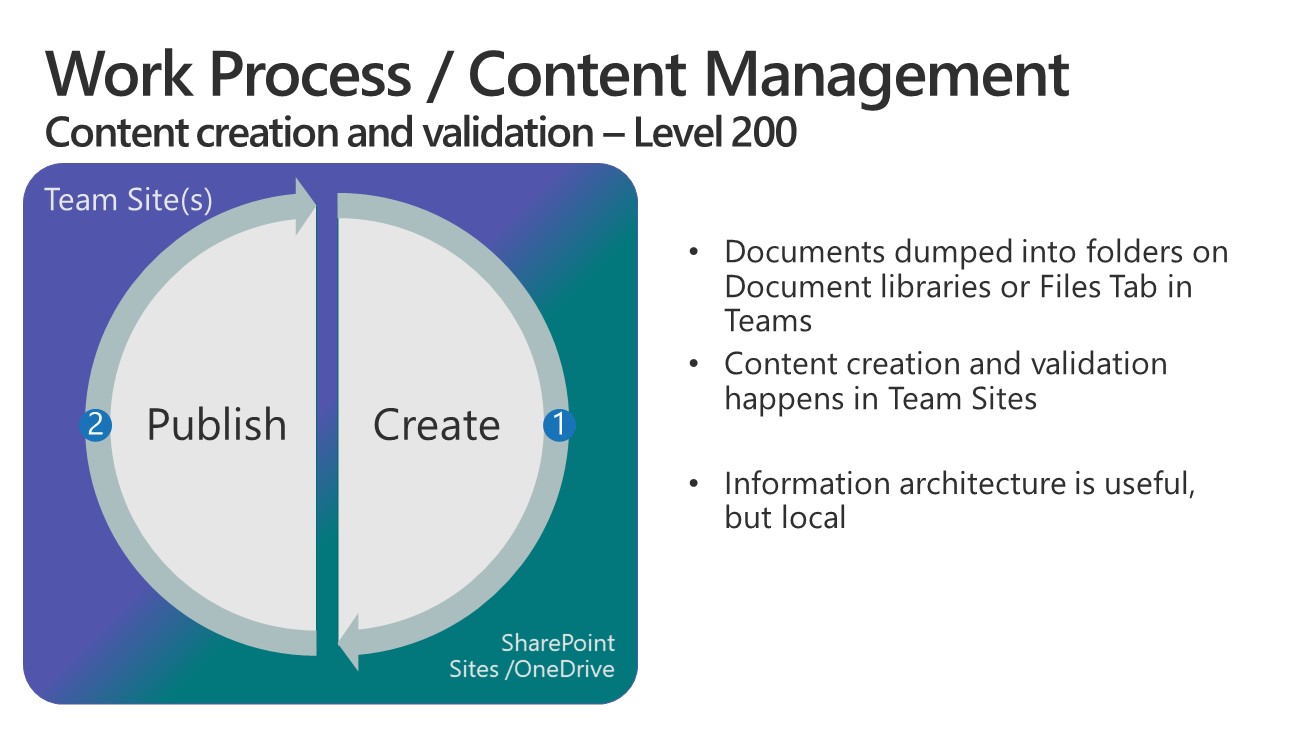 Work Process / Content Management
Content creation and validation – Level 200
Team Site(s)
2
Publish
Create
1
SharePoint
Sites /OneDrive
• Documents dumped into folders on
Document libraries or Files Tab in
Teams
• Content creation and validation
happens in Team Sites
• Information architecture is useful,
but local